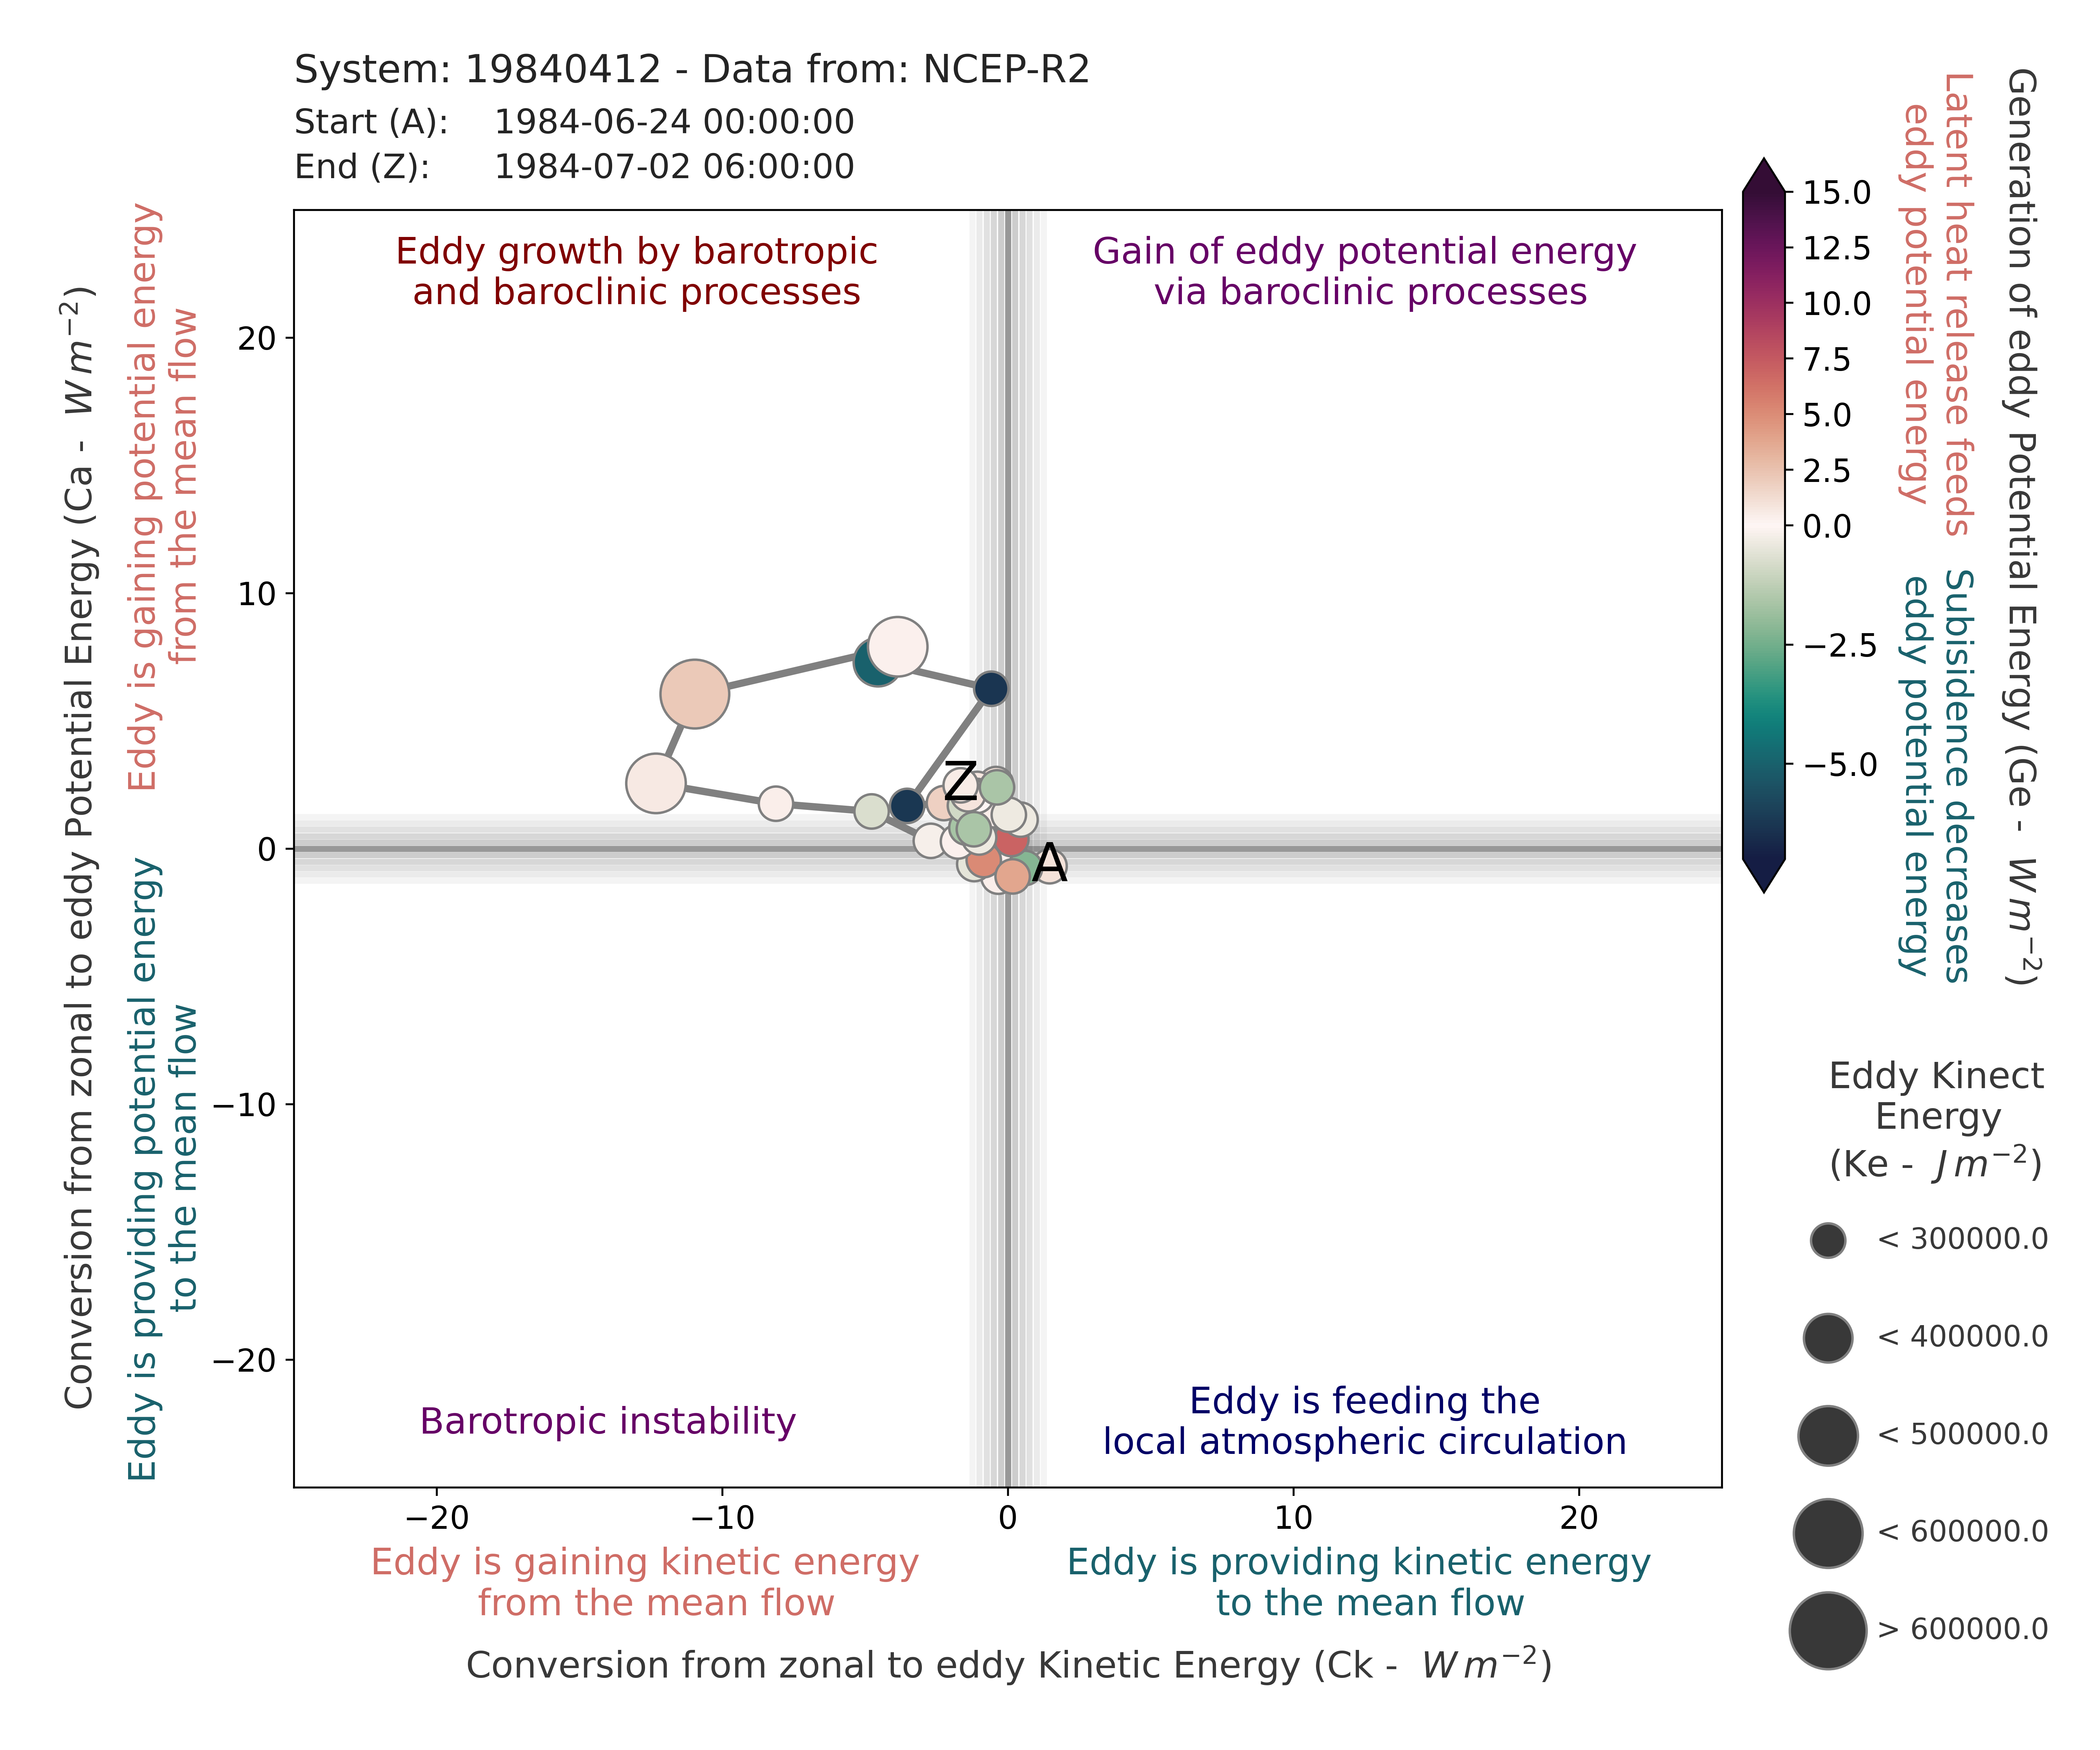 System: 19840412 - Data from: NCEP-R2
Start (A): 1984-06-24 00:00:00
End (Z): 1984-07-02 06:00:00
Conversion from zonal to eddy Potential Energy (Ca - W m⁻²)
Eddy is gaining potential energy
from the mean flow
Eddy is providing potential energy
to the mean flow
20
10
0
−10
−20
Eddy growth by barotropic
and baroclinic processes
Gain of eddy potential energy
via baroclinic processes
Z
A
Barotropic instability
Eddy is feeding the
local atmospheric circulation
−20
−10
0
10
20
Eddy is gaining kinetic energy
from the mean flow
Eddy is providing kinetic energy
to the mean flow
Conversion from zonal to eddy Kinetic Energy (Ck - W m⁻²)
15.0
12.5
10.0
7.5
5.0
2.5
0.0
−2.5
−5.0
Latent heat release feeds
eddy potential energy
Subisidence decreases
eddy potential energy
Generation of eddy Potential Energy (Ge - W m⁻²)
Eddy Kinect
Energy
(Ke - J m⁻²)
< 300000.0
< 400000.0
< 500000.0
< 600000.0
> 600000.0